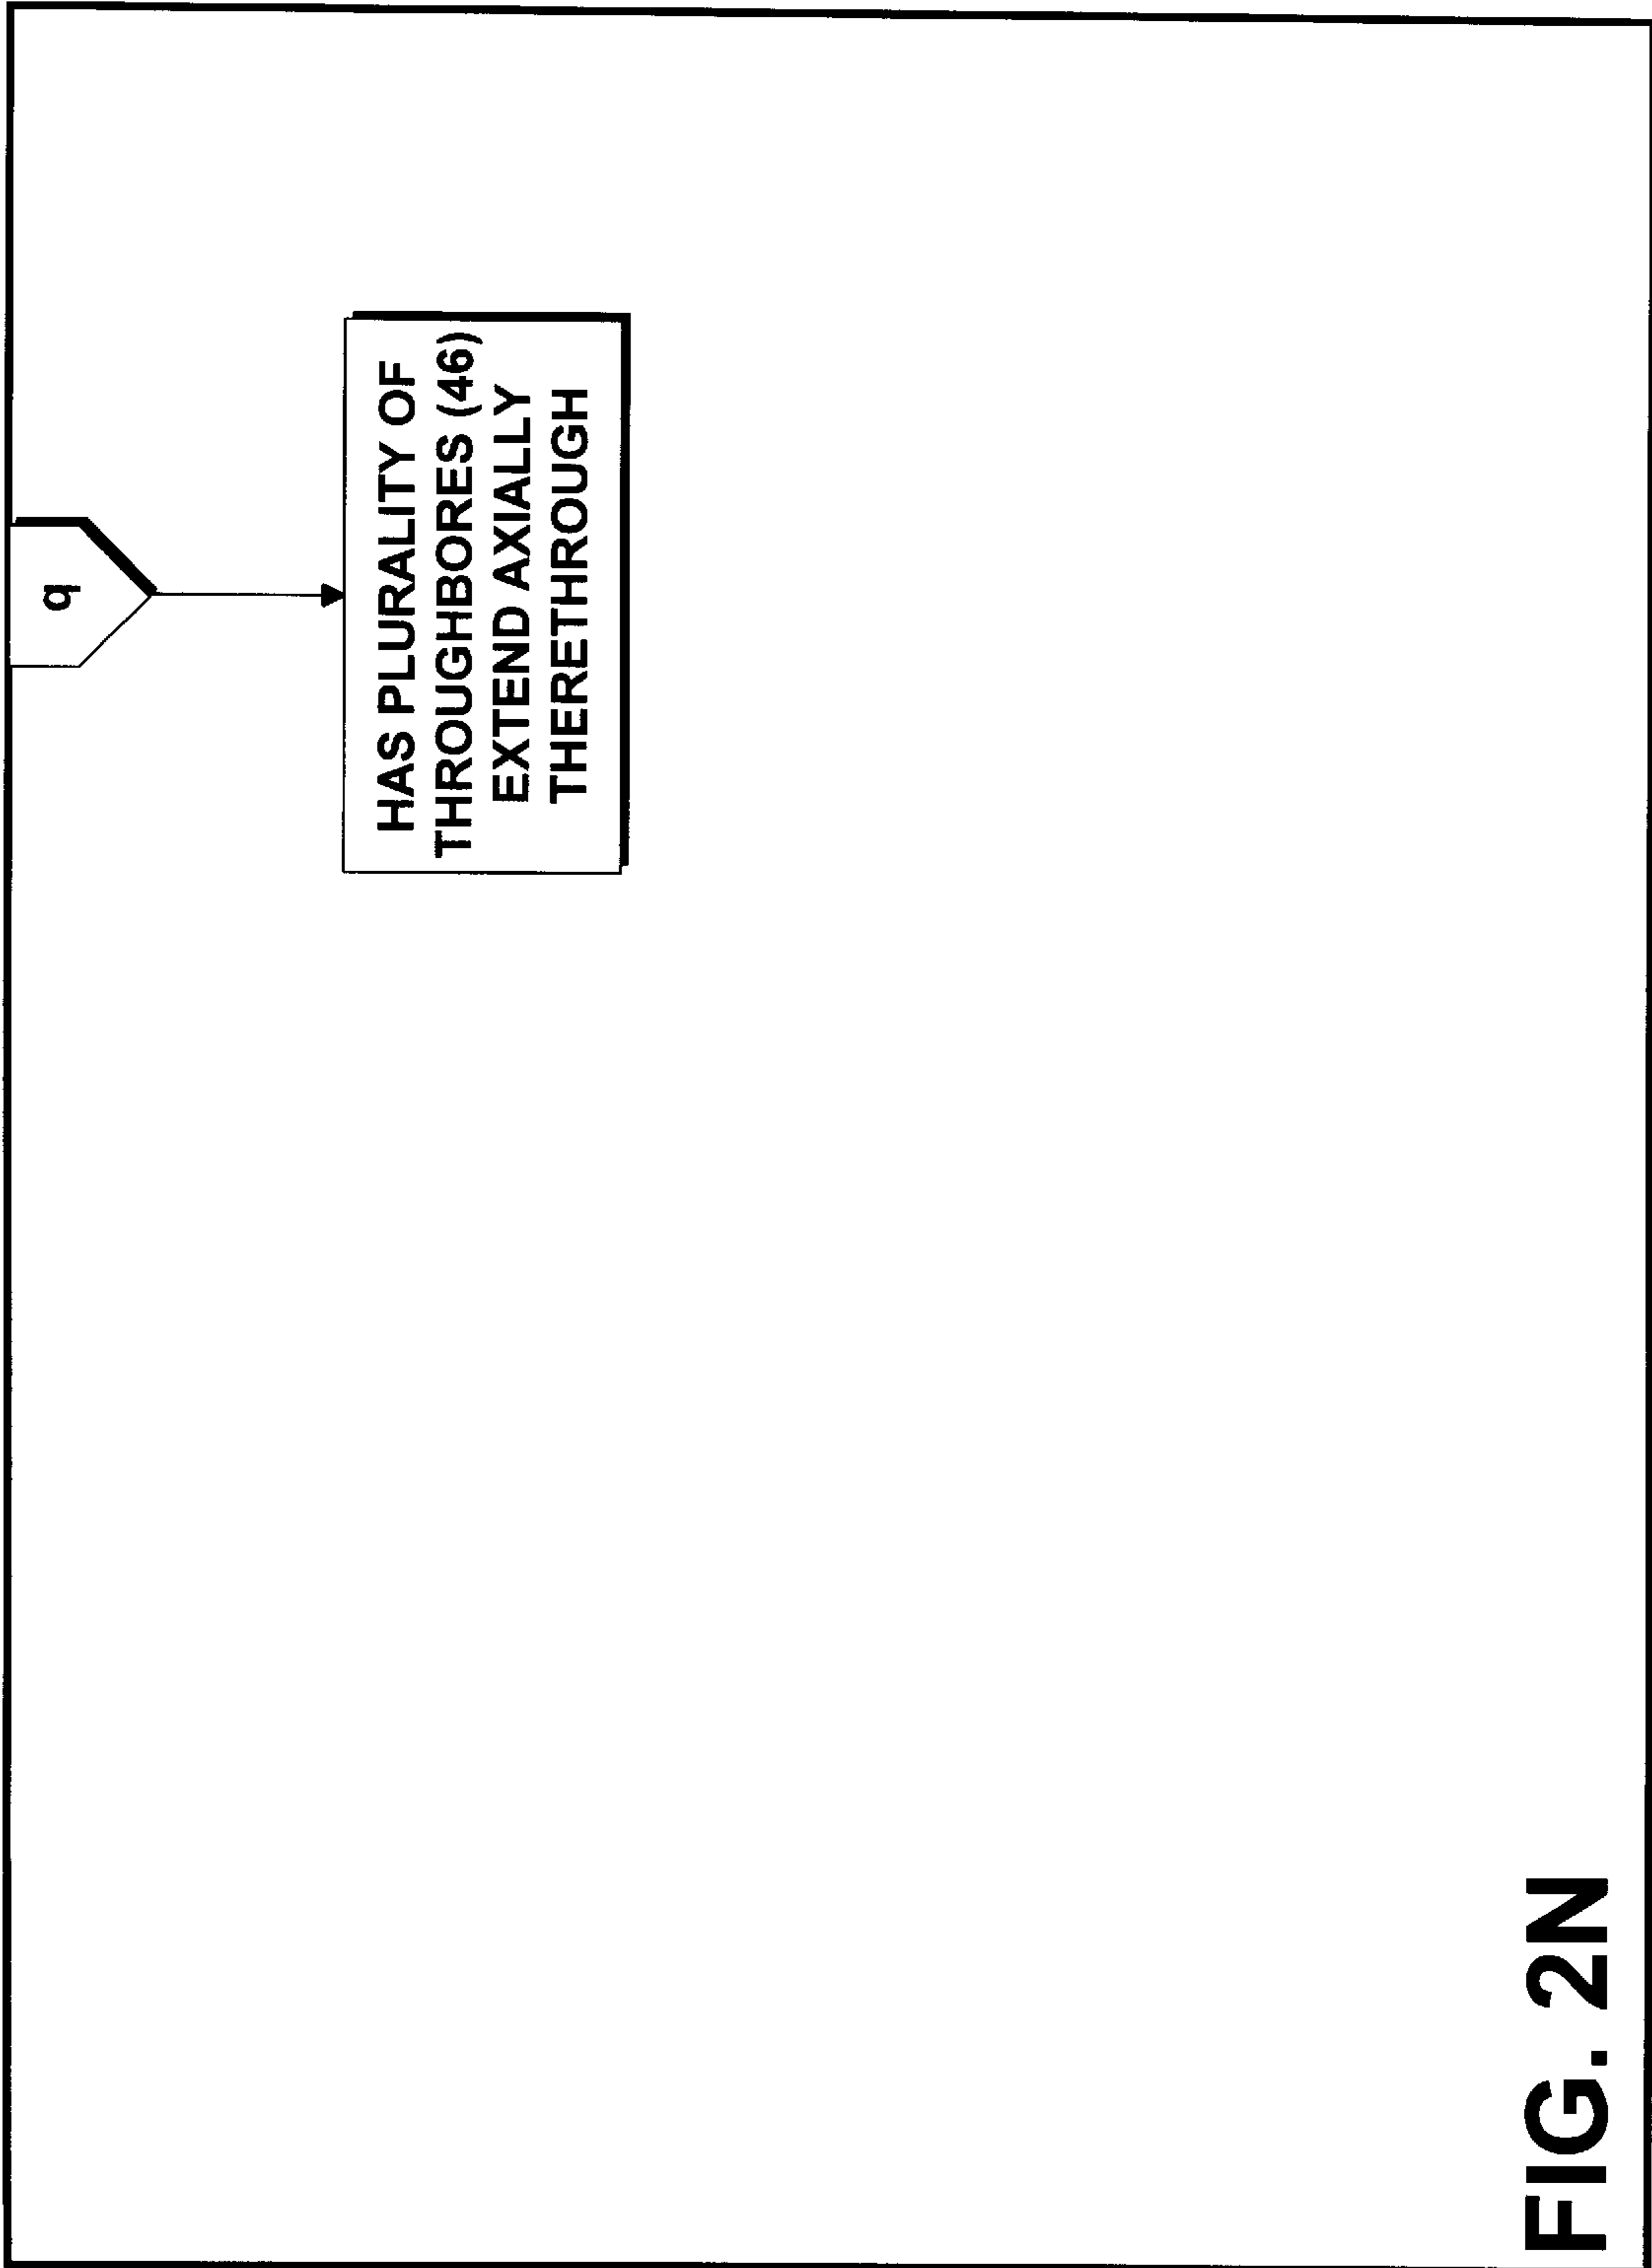 q
HAS PLURALITY OF
THROUGHBORES (46)
EXTEND AXIALLY
THERETHROUGH
FIG. 2N